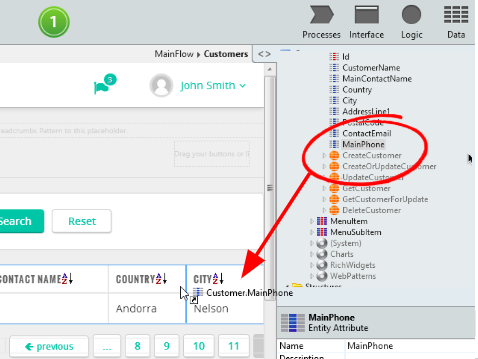 1
Processes
Interface
Logic
Data
MainFlow ▸ Customers
<>
Id
CustomerName
MainContactName
Country
City
AddressLine1
PostalCode
ContactEmail
MainPhone
CreateCustomer
CreateOrUpdateCustomer
UpdateCustomer
GetCustomer
GetCustomerForUpdate
DeleteCustomer
MenuItem
MenuSubItem
(System)
Charts
RichWidgets
WebPatterns
Structures
3
John Smith
readcrumbs. Return to this placeholder.
Drag your buttons or li
Search
Reset
CONTACT NAME
COUNTRY
CITY
Customer.MainPhone
Andorra
Nelson
previous
...
8
9
10
11
MainPhone
Entity Attribute
Name
MainPhone
Description